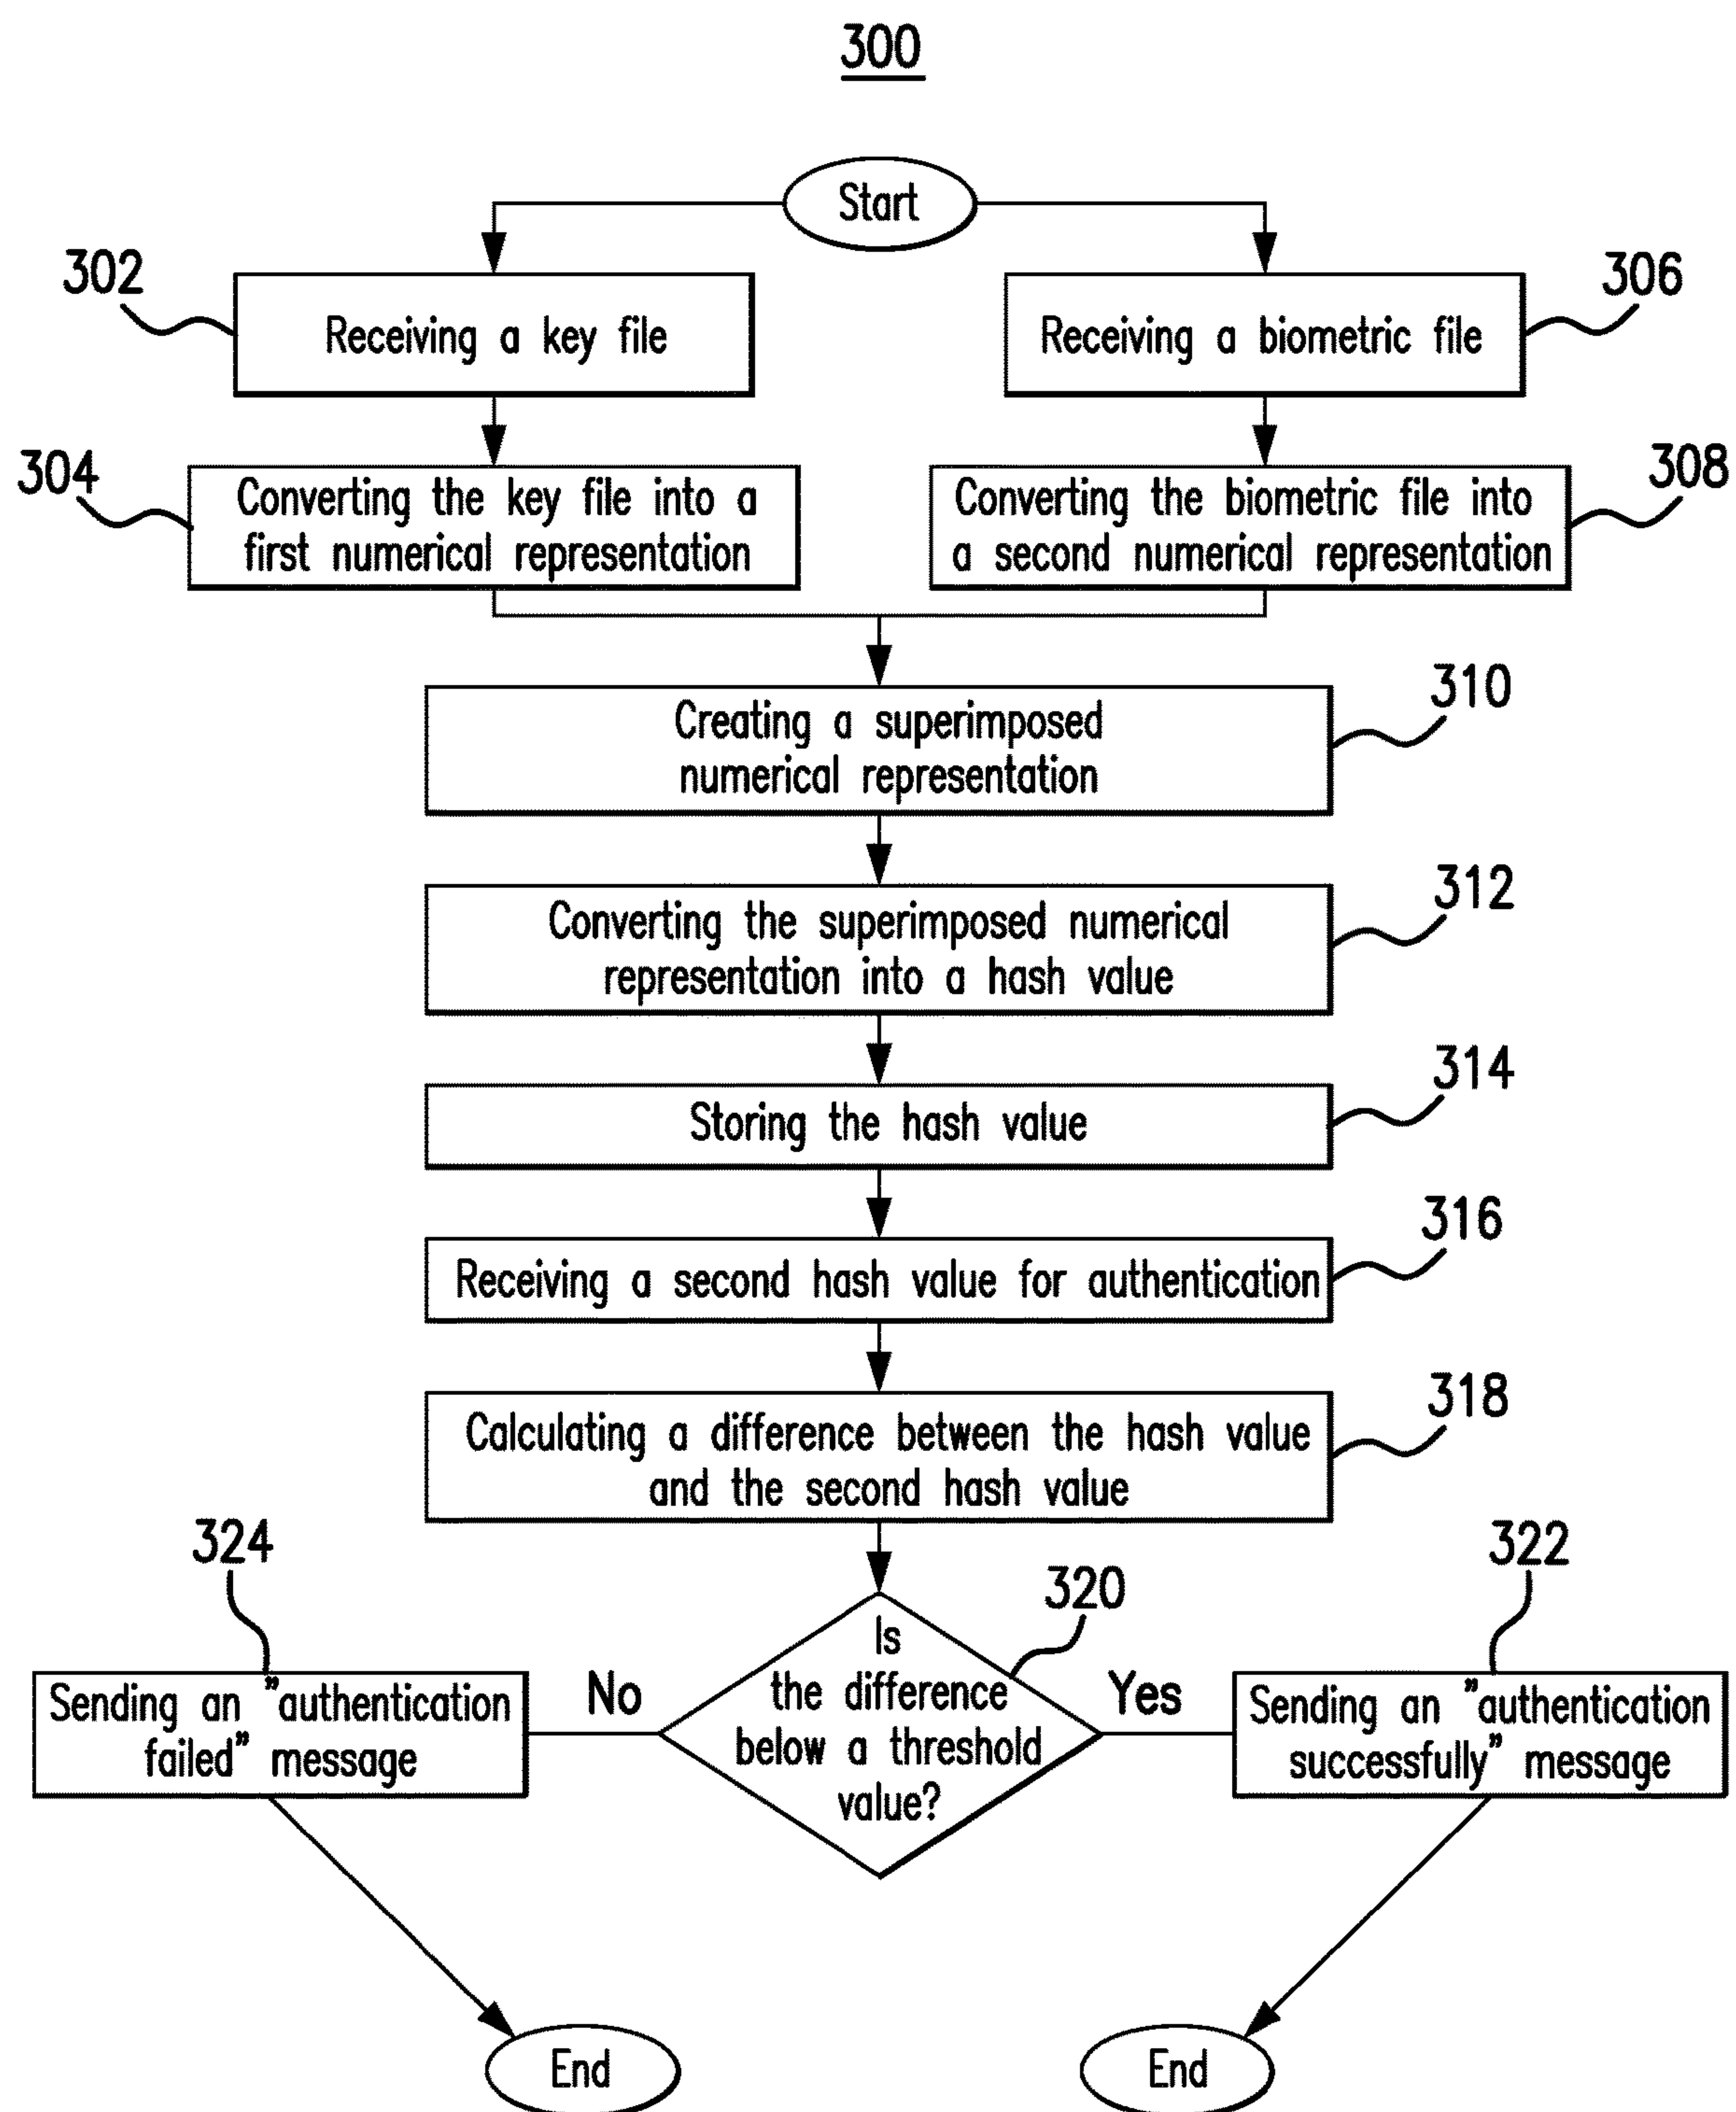 300
Start
302
Receiving a key file
306
Receiving a biometric file
304
Converting the key file into a
first numerical representation
308
Converting the biometric file into
a second numerical representation
310
Creating a superimposed
numerical representation
312
Converting the superimposed numerical
representation into a hash value
314
Storing the hash value
316
Receiving a second hash value for authentication
318
Calculating a difference between the hash value
and the second hash value
320
Is
the difference
below a threshold
value?
No
Yes
324
Sending an "authentication
failed" message
322
Sending an "authentication
successfully" message
End
End